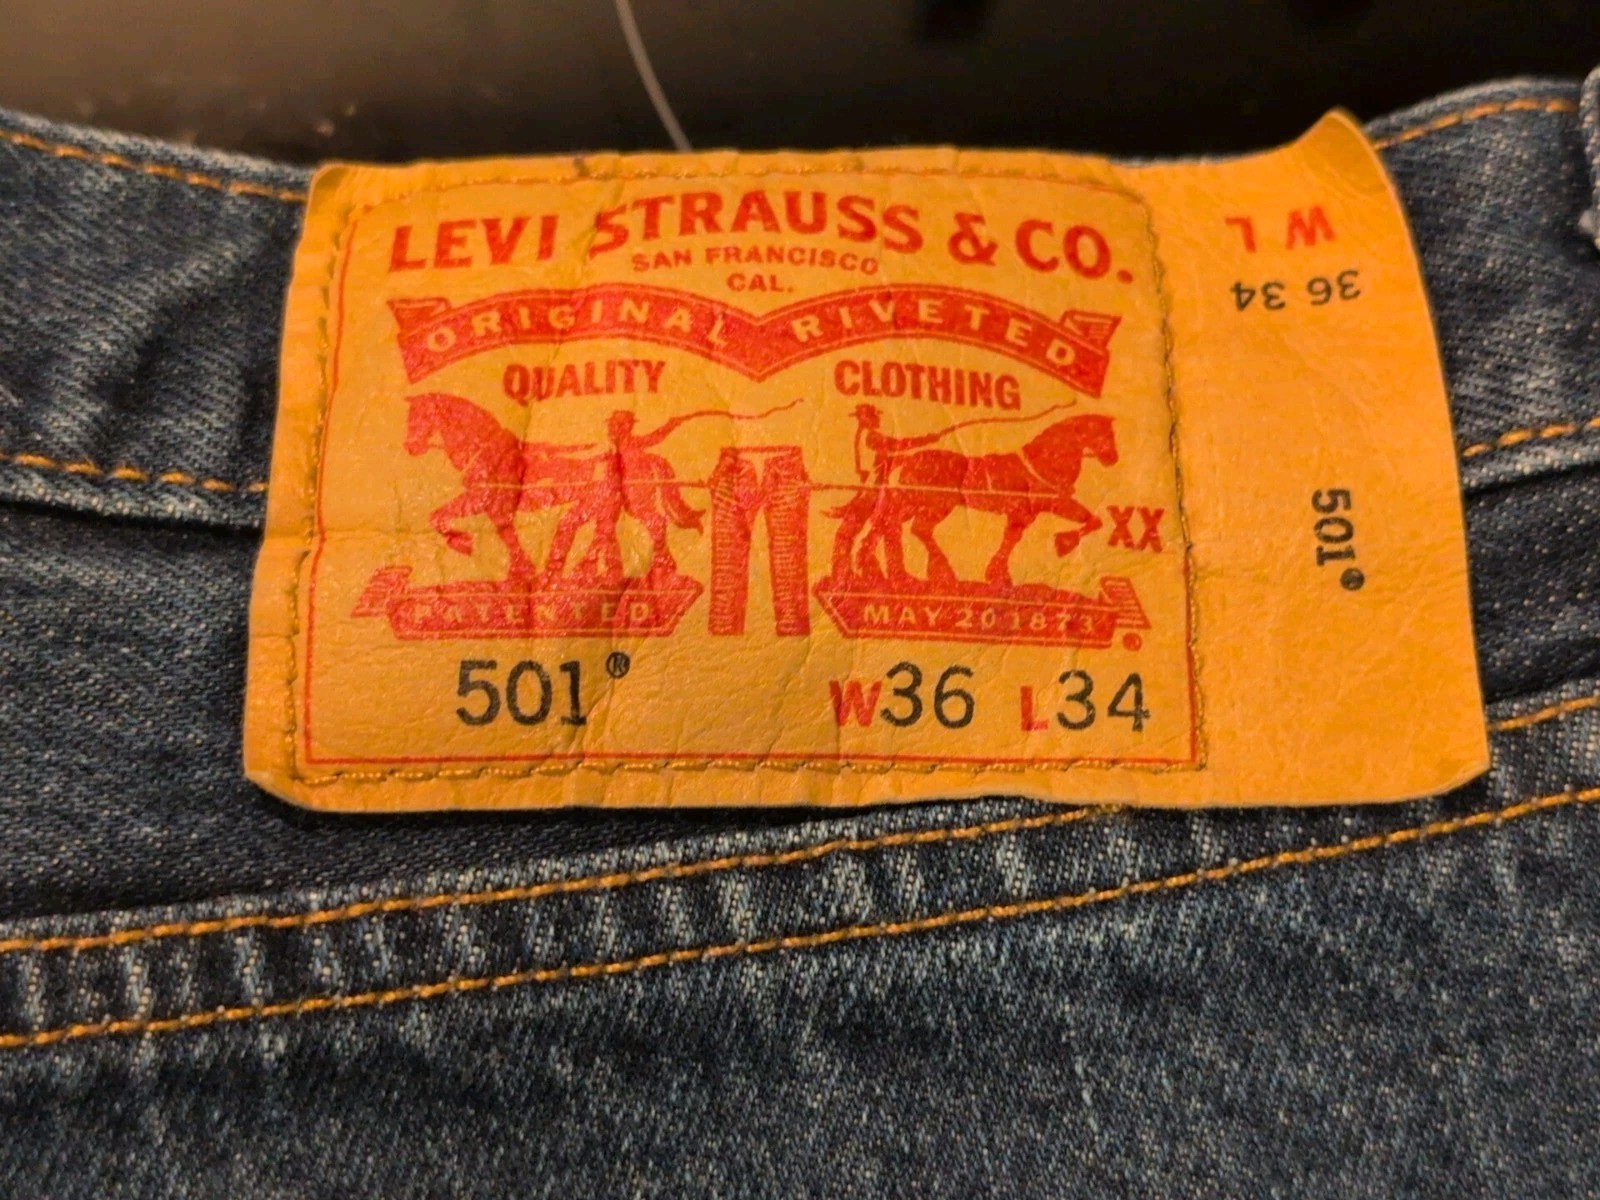 LEVI STRAUSS & CO.
SAN FRANCISCO
CAL.
ORIGINAL RIVETED
QUALITY CLOTHING
XX
PATENTED MAY 20 1873 ®
501® W36 L34
W L
36 34
501®